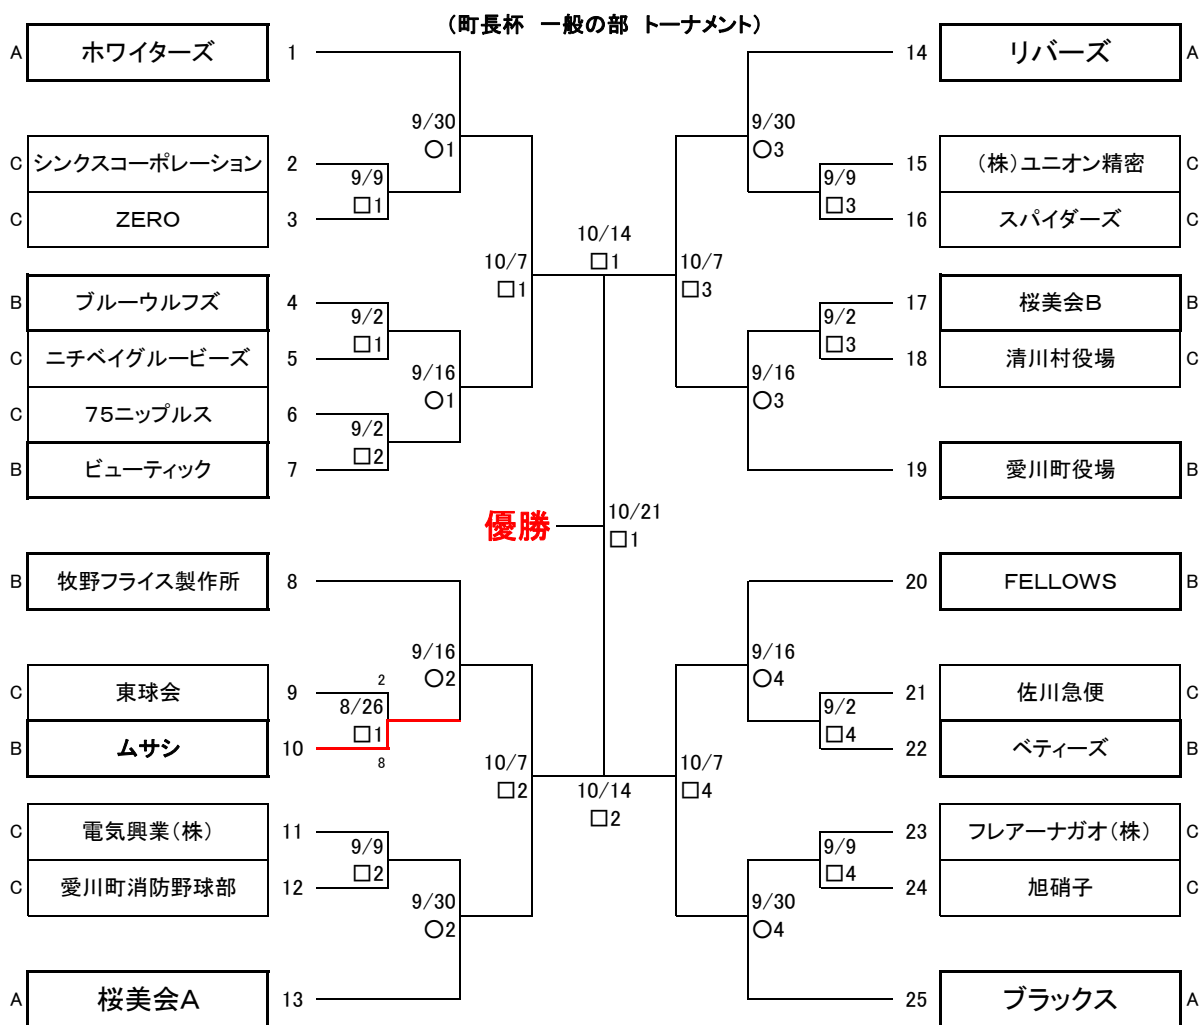 (町長杯 一般の部 トーナメント)
A ホワイターズ 1
C シンクスコーポレーション 2
C ZERO 3
B ブルーウルフズ 4
C ニチベイグルービーズ 5
C 75ニップルス 6
B ビューティック 7
B 牧野フライス製作所 8
C 東球会 9
B ムサシ 10
C 電気興業(株) 11
C 愛川町消防野球部 12
A 桜美会A 13
9/9
□1
9/2
□1
9/2
□2
2
8/26
□1
8
9/9
□2
9/30
○1
9/16
○1
9/16
○2
9/30
○2
10/7
□1
10/7
□2
10/14
□1
優勝
10/21
□1
10/14
□2
10/7
□3
10/7
□4
9/30
○3
9/16
○3
9/16
○4
9/30
○4
9/9
□3
9/2
□3
9/2
□4
9/9
□4
14 リバーズ A
15 (株)ユニオン精密 C
16 スパイダーズ C
17 桜美会B B
18 清川村役場 C
19 愛川町役場 B
20 FELLOWS B
21 佐川急便 C
22 ベティーズ B
23 フレアーナガオ(株) C
24 旭硝子 C
25 ブラックス A